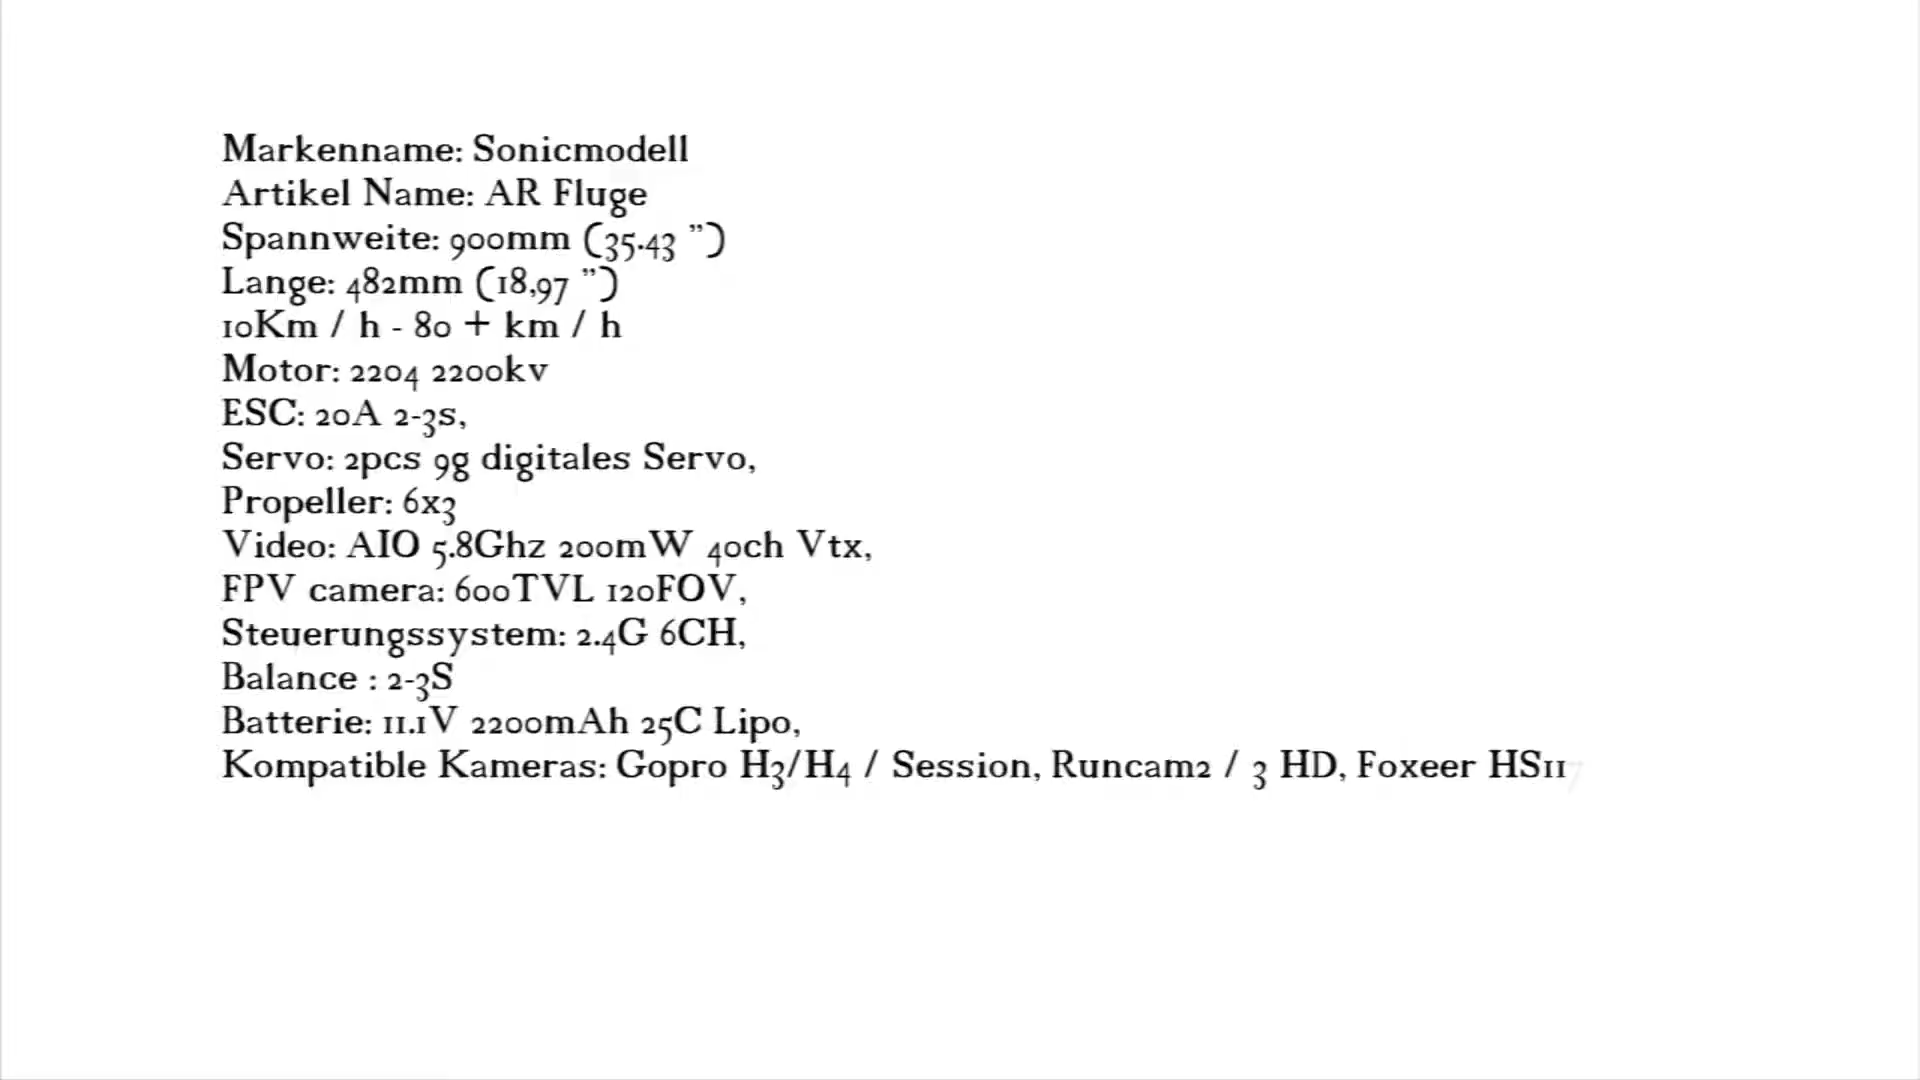 Markenname: Sonicmodell
Artikel Name: AR Fluge
Spannweite: 900mm (35.43 ")
Lange: 482mm (18,97 ")
10Km / h - 80 + km / h
Motor: 2204 2200kv
ESC: 20A 2-3s,
Servo: 2pcs 9g digitales Servo,
Propeller: 6x3
Video: AIO 5.8Ghz 200mW 40ch Vtx,
FPV camera: 600TVL 120FOV,
Steuerungssystem: 2.4G 6CH,
Balance : 2-3S
Batterie: 11.1V 2200mAh 25C Lipo,
Kompatible Kameras: Gopro H3/H4 / Session, Runcam2 / 3 HD, Foxeer HS117